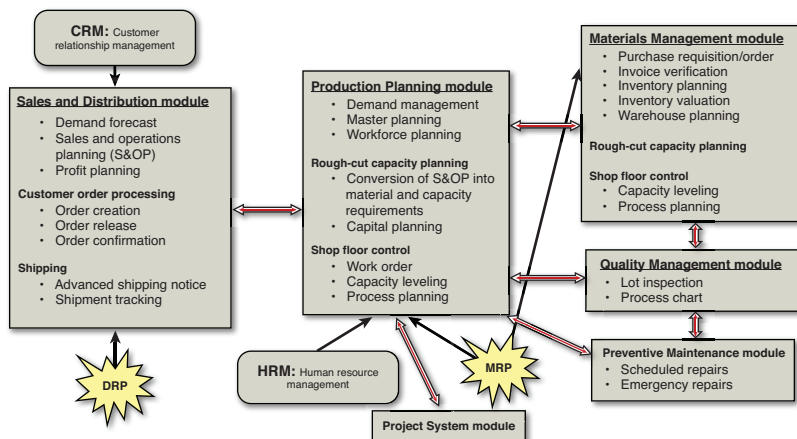 CRM: Customer
relationship management
Sales and Distribution module
• Demand forecast
• Sales and operations
planning (S&OP)
• Profit planning
Customer order processing
• Order creation
• Order release
• Order confirmation
Shipping
• Advanced shipping notice
• Shipment tracking
DRP
Production Planning module
• Demand management
• Master planning
• Workforce planning
Rough-cut capacity planning
• Conversion of S&OP into
material and capacity
requirements
• Capital planning
Shop floor control
• Work order
• Capacity leveling
• Process planning
HRM: Human resource
management
MRP
Project System module
Materials Management module
• Purchase requisition/order
• Invoice verification
• Inventory planning
• Inventory valuation
• Warehouse planning
Rough-cut capacity planning
Shop floor control
• Capacity leveling
• Process planning
Quality Management module
• Lot inspection
• Process chart
Preventive Maintenance module
• Scheduled repairs
• Emergency repairs